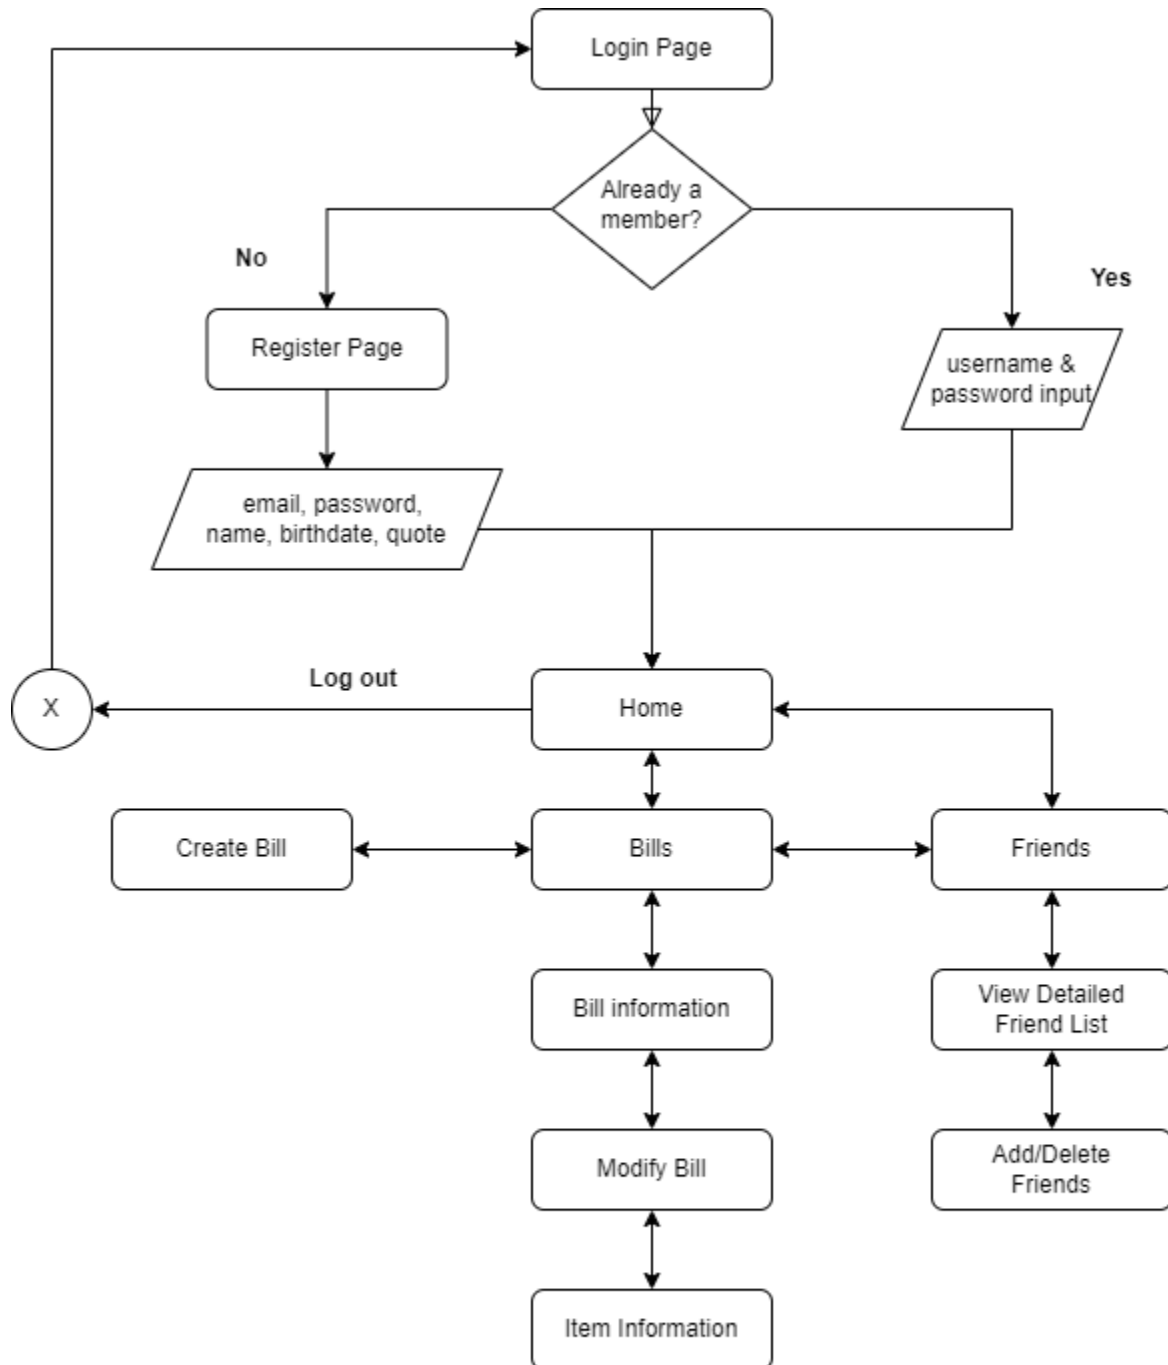 Login Page
Already a
member?
No
Yes
Register Page
username &
password input
email, password,
name, birthdate, quote
Log out
X
Home
Create Bill
Bills
Friends
Bill information
View Detailed
Friend List
Modify Bill
Add/Delete
Friends
Item Information